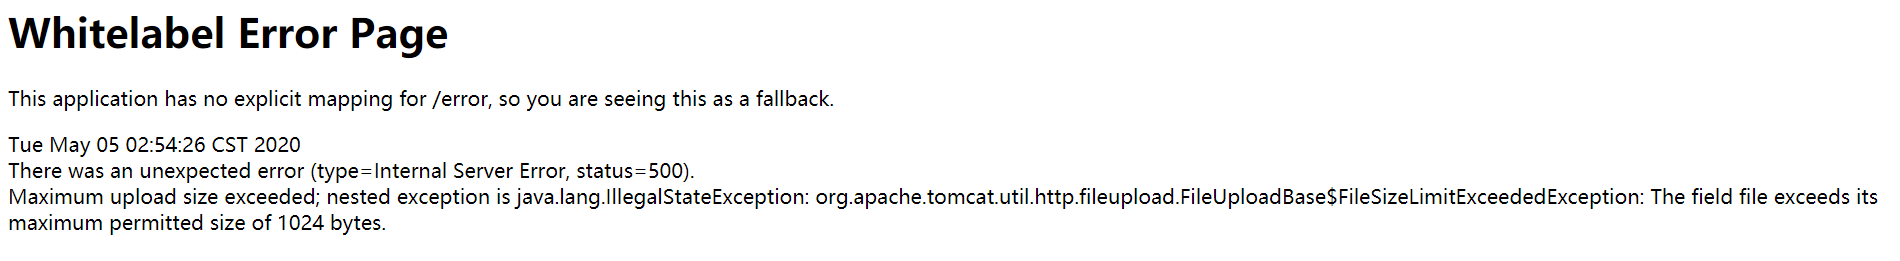 Whitelabel Error Page
This application has no explicit mapping for /error, so you are seeing this as a fallback.
Tue May 05 02:54:26 CST 2020
There was an unexpected error (type=Internal Server Error, status=500).
Maximum upload size exceeded; nested exception is java.lang.IllegalStateException: org.apache.tomcat.util.http.fileupload.FileUploadBase$FileSizeLimitExceededException: The field file exceeds its
maximum permitted size of 1024 bytes.